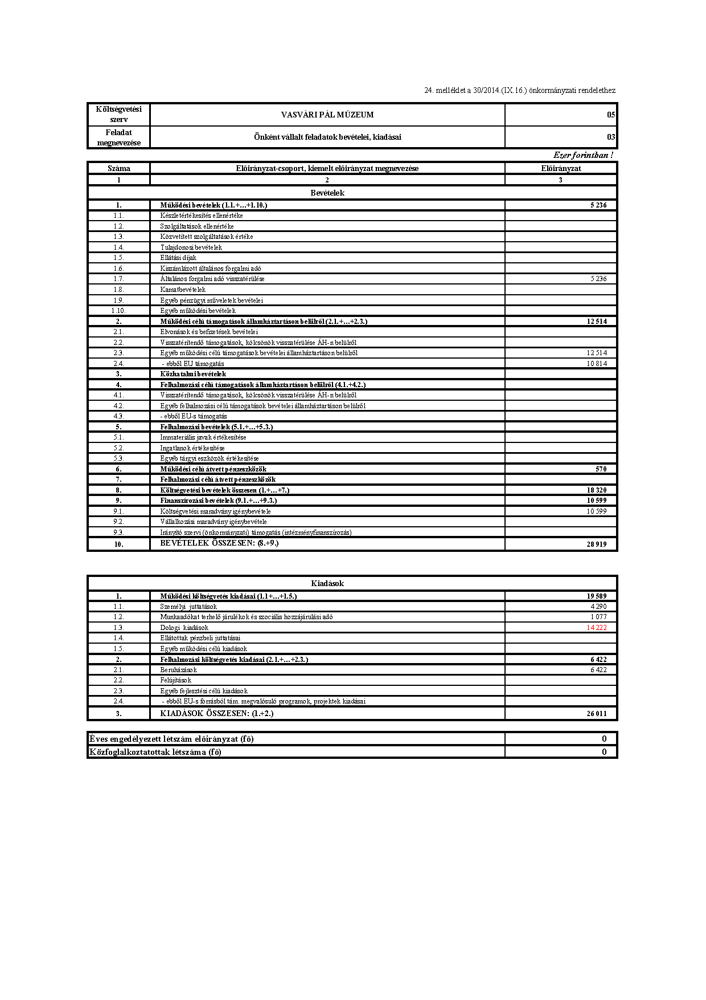 24. melléklet a 30/2014.(IX.16.) önkormányzati rendelethez
Költségvetési szerv VASVÁRI PÁL MÚZEUM 05
Feladat megnevezése Önként vállalt feladatok bevételei, kiadásai 03
Ezer forintban !
Száma Előirányzat-csoport, kiemelt előirányzat megnevezése Előirányzat
1 2 3
Bevételek
1. Működési bevételek (1.1.+…+1.10.) 5 236
1.1. Készletértékesítés ellenértéke
1.2. Szolgáltatások ellenértéke
1.3. Közvetített szolgáltatások értéke
1.4. Tulajdonosi bevételek
1.5. Ellátási díjak
1.6. Kiszámlázott általános forgalmi adó
1.7. Általános forgalmi adó visszatérülése 5 236
1.8. Kamatbevételek
1.9. Egyéb pénzügyi műveletek bevételei
1.10. Egyéb működési bevételek
2. Működési célú támogatások államháztartáson belülről (2.1.+…+2.3.) 12 514
2.1. Elvonások és befizetések bevételei
2.2. Visszatérítendő támogatások, kölcsönök visszatérülése ÁH-n belülről
2.3. Egyéb működési célú támogatások bevételei államháztartáson belülről 12 514
2.4. - ebből EU támogatás 10 814
3. Közhatalmi bevételek
4. Felhalmozási célú támogatások államháztartáson belülről (4.1.+4.2.)
4.1. Visszatérítendő támogatások, kölcsönök visszatérülése ÁH-n belülről
4.2. Egyéb felhalmozási célú támogatások bevételei államháztartáson belülről
4.3. - ebből EU-s támogatás
5. Felhalmozási bevételek (5.1.+…+5.3.)
5.1. Immateriális javak értékesítése
5.2. Ingatlanok értékesítése
5.3. Egyéb tárgyi eszközök értékesítése
6. Működési célú átvett pénzeszközök 570
7. Felhalmozási célú átvett pénzeszközök
8. Költségvetési bevételek összesen (1.+…+7.) 18 320
9. Finanszírozási bevételek (9.1.+…+9.3.) 10 599
9.1. Költségvetési maradvány igénybevétele 10 599
9.2. Vállalkozási maradvány igénybevétele
9.3. Irányító szervi (önkormányzati) támogatás (intézményfinanszírozás)
10. BEVÉTELEK ÖSSZESEN: (8.+9.) 28 919
Kiadások
1. Működési költségvetés kiadásai (1.1+…+1.5.) 19 589
1.1. Személyi juttatások 4 290
1.2. Munkaadókat terhelő járulékok és szociális hozzájárulási adó 1 077
1.3. Dologi kiadások 14 222
1.4. Ellátottak pénzbeli juttatásai
1.5. Egyéb működési célú kiadások
2. Felhalmozási költségvetés kiadásai (2.1.+…+2.3.) 6 422
2.1. Beruházások 6 422
2.2. Felújítások
2.3. Egyéb fejlesztési célú kiadások
2.4. - ebből EU-s forrásból tám. megvalósuló programok, projektek kiadásai
3. KIADÁSOK ÖSSZESEN: (1.+2.) 26 011
Éves engedélyezett létszám előirányzat (fő) 0
Közfoglalkoztatottak létszáma (fő) 0